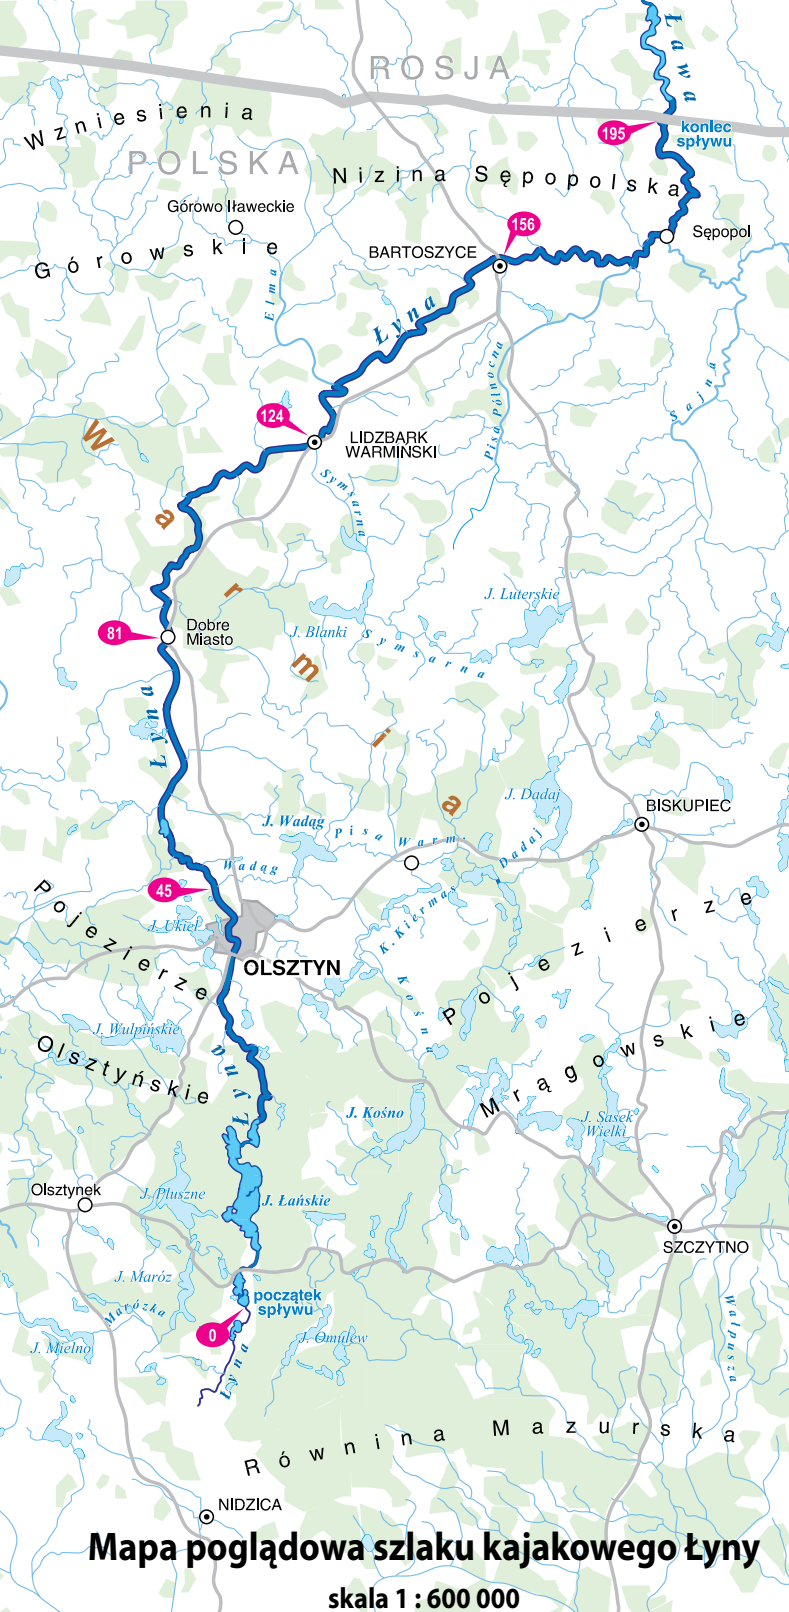 Ława
ROSJA
Wzniesienia
195
koniec
spływu
POLSKA
Nizina Sępopolska
Górowo Iławeckie
156
Sępopol
Górowskie
BARTOSZYCE
Elma
Łyna
Pisa Północna
Sajna
124
LIDZBARK
WARMINSKI
Warmia
Symsarna
J. Luterskie
81
Dobre
Miasto
J. Blanki
Symsarna
Łyna
J. Dadaj
BISKUPIEC
J. Wadąg
Pisa Warm.
Wadąg
Dadaj
45
Pojezierze
K. Kiermas
J. Ukiel
Pojezierze
OLSZTYN
Kośna
J. Wulpińskie
Olsztyńskie
Mrągowskie
Łyna
J. Kośno
J. Sasek
Wielki
Olsztynek
J. Pluszne
J. Łańskie
SZCZYTNO
J. Maróz
początek
spływu
Marózka
0
J. Omulew
Wałpusza
J. Mielno
Łyna
Równina Mazurska
NIDZICA
Mapa poglądowa szlaku kajakowego Łyny
skala 1 : 600 000